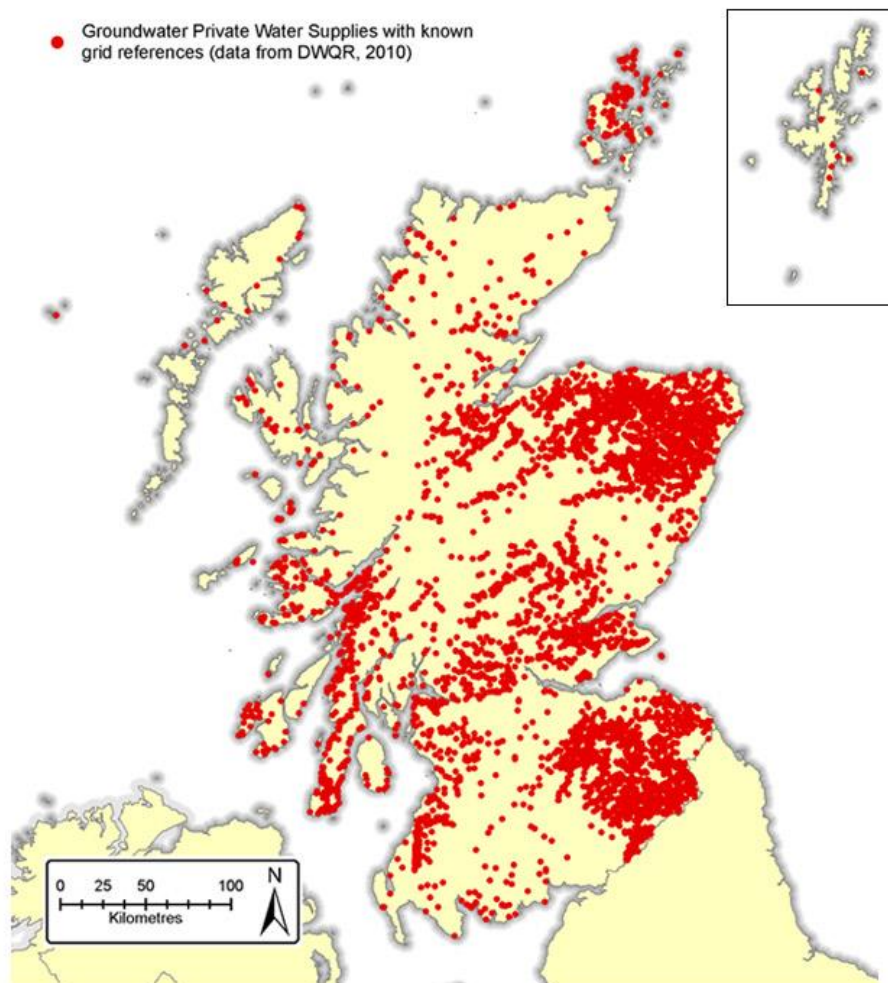 Groundwater Private Water Supplies with known
grid references (data from DWQR, 2010)
0 25 50 100
Kilometres
N